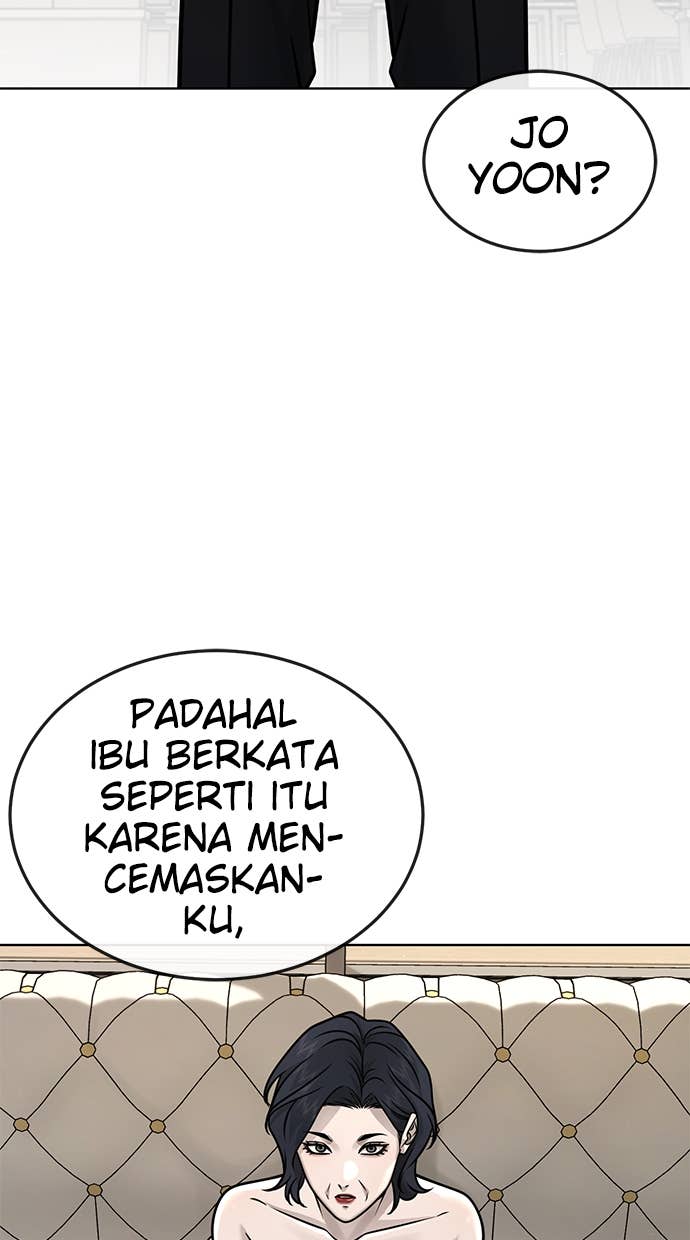 JO
YOON?
PADAHAL
IBU BERKATA
SEPERTI ITU
KARENA MEN-
CEMASKAN-
KU,